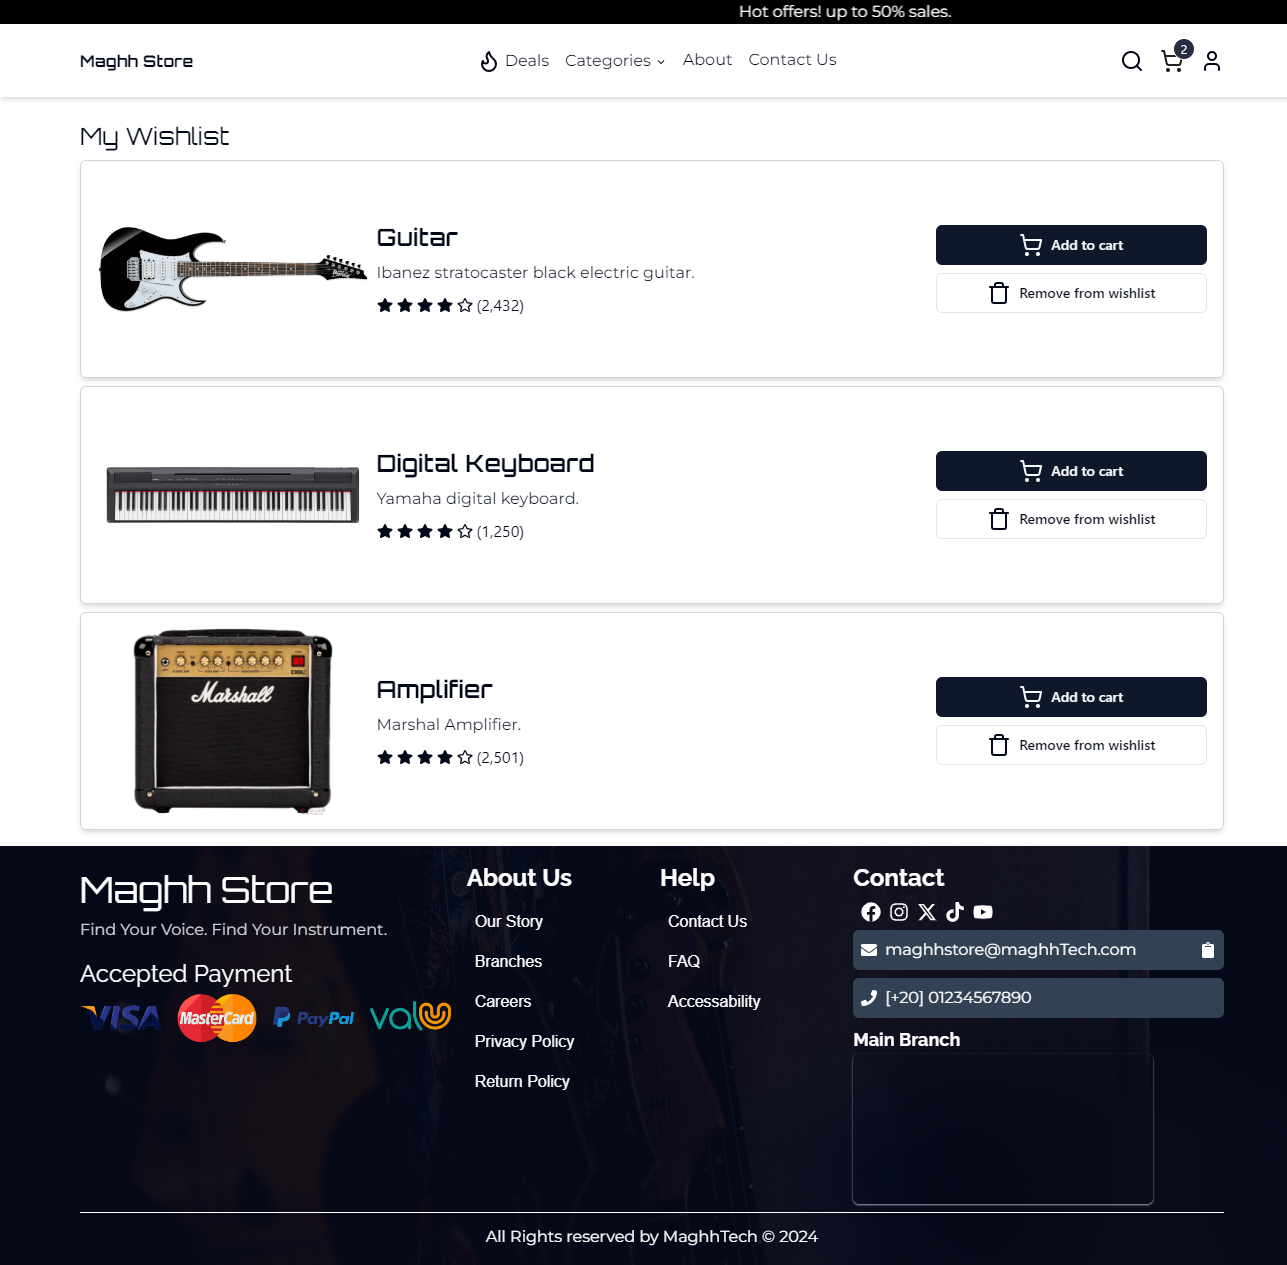 Hot offers! up to 50% sales.
Maghh Store
Deals
Categories
About
Contact Us
2
My Wishlist
Guitar
Ibanez stratocaster black electric guitar.
(2,432)
Add to cart
Remove from wishlist
Digital Keyboard
Yamaha digital keyboard.
(1,250)
Add to cart
Remove from wishlist
Marshall
Amplifier
Marshal Amplifier.
(2,501)
Add to cart
Remove from wishlist
Maghh Store
Find Your Voice. Find Your Instrument.
Accepted Payment
VISA
MasterCard
PayPal
valU
About Us
Our Story
Branches
Careers
Privacy Policy
Return Policy
Help
Contact Us
FAQ
Accessability
Contact
maghhstore@maghhTech.com
[+20] 01234567890
Main Branch
All Rights reserved by MaghhTech © 2024